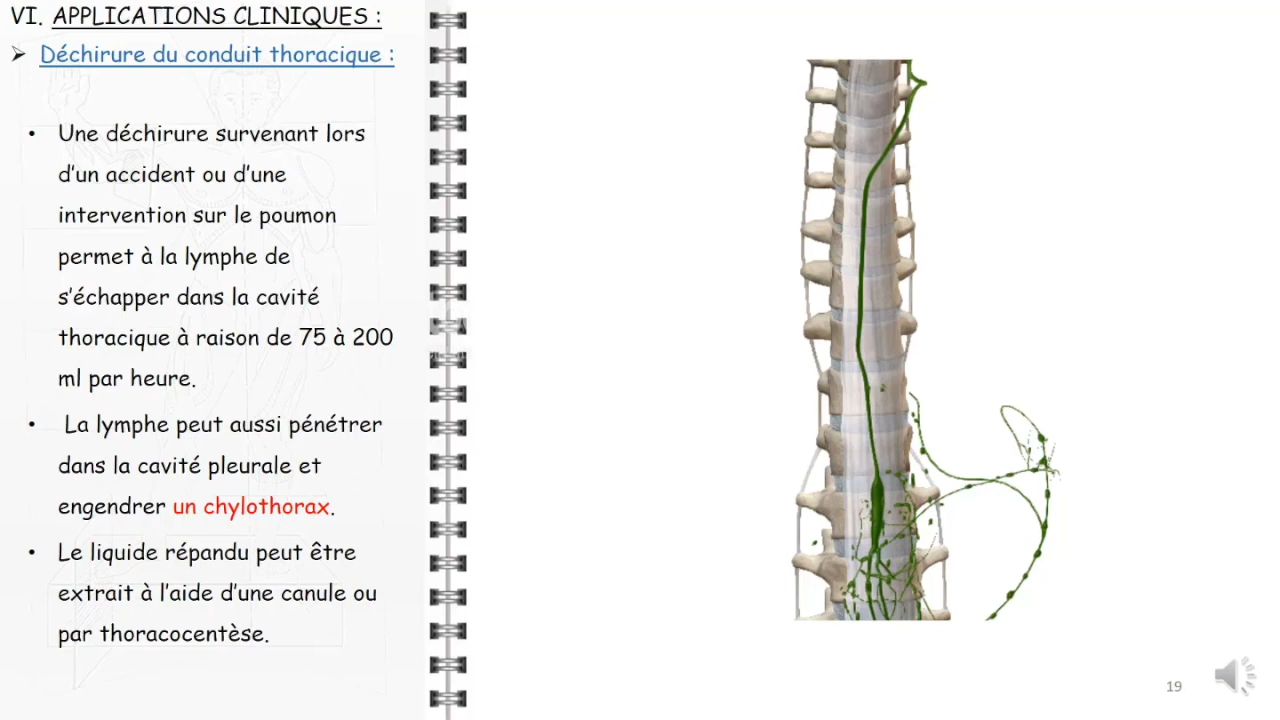 VI. APPLICATIONS CLINIQUES :
➢ Déchirure du conduit thoracique :
• Une déchirure survenant lors
d'un accident ou d'une
intervention sur le poumon
permet à la lymphe de
s'échapper dans la cavité
thoracique à raison de 75 à 200
ml par heure.
• La lymphe peut aussi pénétrer
dans la cavité pleurale et
engendrer un chylothorax.
• Le liquide répandu peut être
extrait à l'aide d'une canule ou
par thoracocentèse.
19